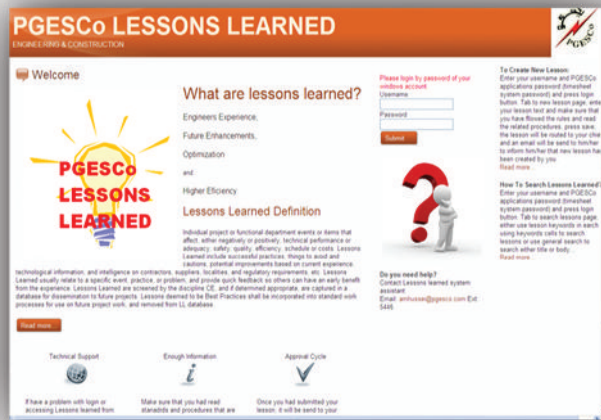 PGESCo LESSONS LEARNED
ENGINEERING & CONSTRUCTION
PGESCo
Welcome
PGESCo
LESSONS
LEARNED
What are lessons learned?
Engineers Experience,
Future Enhancements,
Optimization
and
Higher Efficiency
Lessons Learned Definition
Individual project or functional department events or items that
affect, either negatively or positively, technical performance or
adequacy, safety, quality, efficiency, schedule or costs. Lessons
Learned include successful practices, things to avoid and
cautions, potential improvements based on current experience,
technological information, and intelligence on contractors, suppliers, localities, and regulatory requirements, etc. Lessons
Learned usually relate to a specific event, practice, or problem, and provide quick feedback so others can have an early benefit
from the experience. Lessons Learned are screened by the discipline CE, and if determined appropriate, are captured in a
database for dissemination to future projects. Lessons deemed to be Best Practices shall be incorporated into standard work
processes for use on future project work, and removed from LL database.
Read more...
Technical Support
If have a problem with login or
accessing Lessons learned from
Enough Information
Make sure that you had read
stanadrds and procedures that are
Approval Cycle
Once you had submitted your
lesson, it will be send to your
Please login by password of your
windows account
Username
Password
Submit
Do you need help?
Contact Lessons learned system
assistant
Email: amhussei@pgesco.com Ext
5446
To Create New Lesson:
Enter your username and PGESCo
applications password (timesheet
system password) and press login
button. Tab to new lesson page, enter
your lesson text and make sure that
you have flowed the rules and read
the related procedures, press save,
the lesson will be routed to your chief
and an email will be send to him/her
to inform him/her that new lesson has
been created by you
Read more...
How To Search Lessons Learned?
Enter your username and PGESCo
applications password (timesheet
system password) and press login
button. Tab to search lessons page,
either use lesson keywords in each
using keywords calls to search
lessons or use general search to
search either title or body...
Read more...